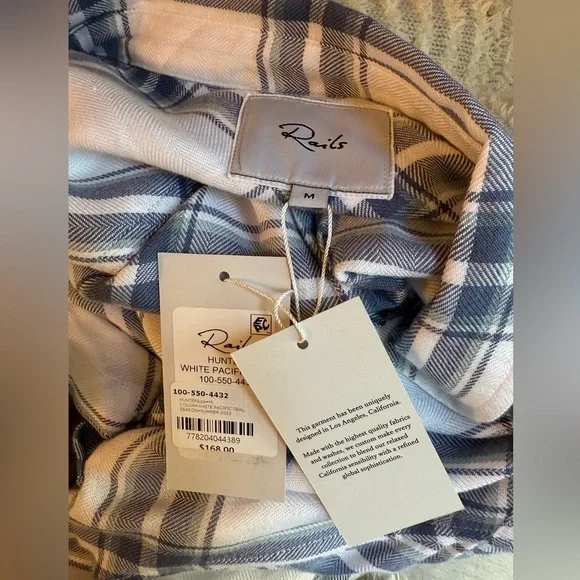 Rails
M
Rails
HUNTE
WHITE PACIFIC
100-550-44
100-550-4432
778204044389
$168.00
This garment has been uniquely
designed in Los Angeles, California.
Made with the highest quality fabrics
and washes, we custom make every
collection to blend our relaxed
California sensibility with a refined
global sophistication.